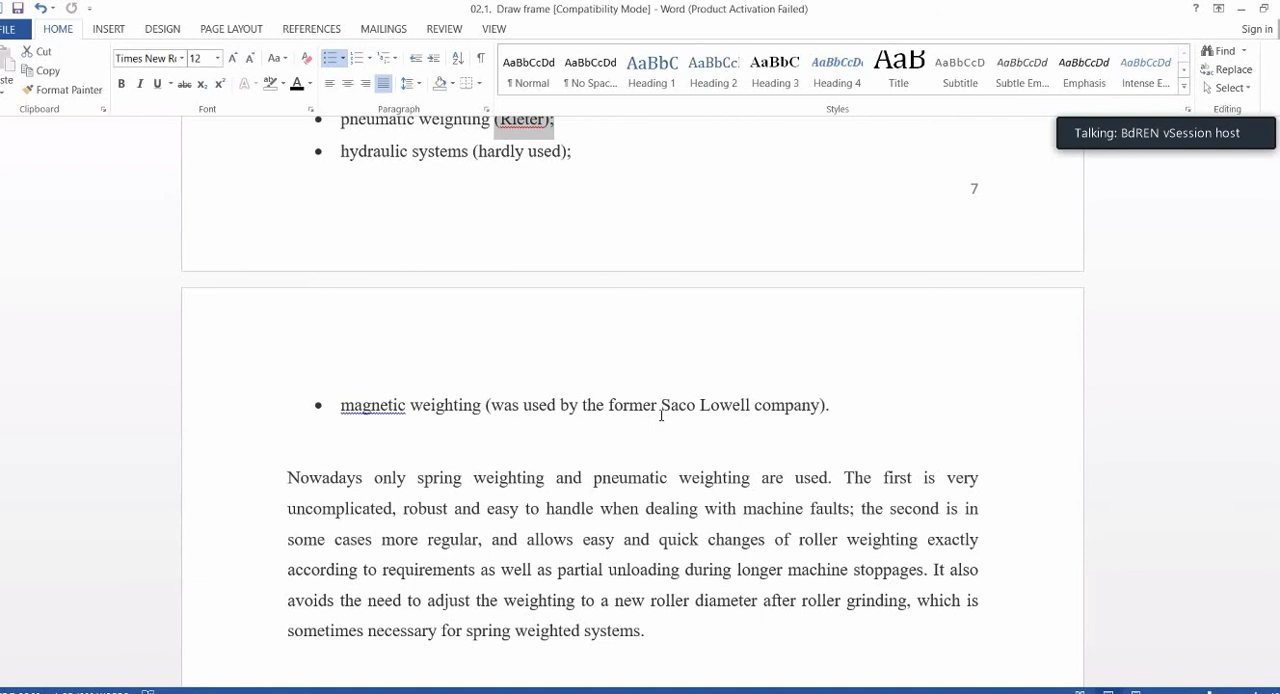 02.1. Draw frame [Compatibility Mode] - Word (Product Activation Failed)
FILE HOME INSERT DESIGN PAGE LAYOUT REFERENCES MAILINGS REVIEW VIEW Sign in
Cut
Copy
Format Painter
Clipboard
Times New Ro 12
Font
Paragraph
AaBbCcDd AaBbCcDd AaBbC AaBbCc AaBbC AaBbCcD AaB AaBbCcD AaBbCcDd AaBbCcDd AaBbCcDd
¶ Normal ¶ No Spac... Heading 1 Heading 2 Heading 3 Heading 4 Title Subtitle Subtle Em... Emphasis Intense E...
Styles
Find
Replace
Select
Editing
Talking: BdREN vSession host
• pneumatic weighting (Rieter);
• hydraulic systems (hardly used);
7
• magnetic weighting (was used by the former Saco Lowell company).
Nowadays only spring weighting and pneumatic weighting are used. The first is very
uncomplicated, robust and easy to handle when dealing with machine faults; the second is in
some cases more regular, and allows easy and quick changes of roller weighting exactly
according to requirements as well as partial unloading during longer machine stoppages. It also
avoids the need to adjust the weighting to a new roller diameter after roller grinding, which is
sometimes necessary for spring weighted systems.